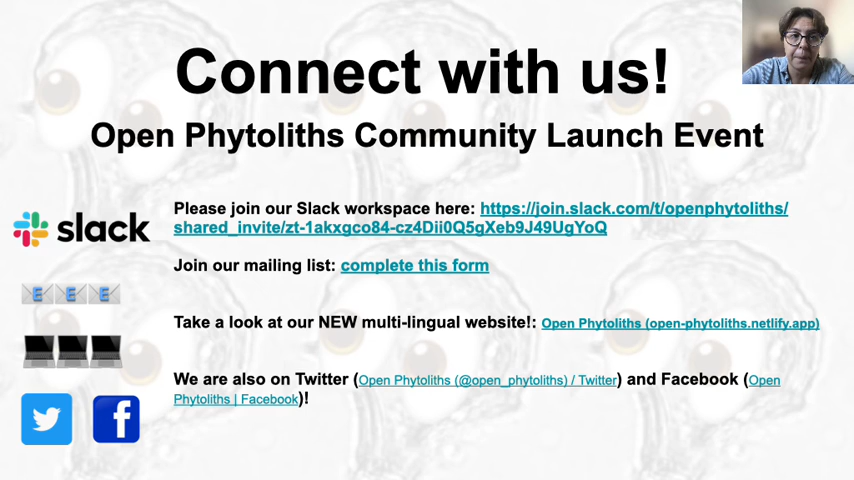 Connect with us!
Open Phytoliths Community Launch Event
Please join our Slack workspace here: https://join.slack.com/t/openphytoliths/
shared_invite/zt-1akxgco84-cz4Dii0Q5gXeb9J49UgYoQ
slack
Join our mailing list: complete this form
E E E
Take a look at our NEW multi-lingual website!: Open Phytoliths (open-phytoliths.netlify.app)
We are also on Twitter (Open Phytoliths (@open_phytoliths) / Twitter) and Facebook (Open
Phytoliths | Facebook)!
f